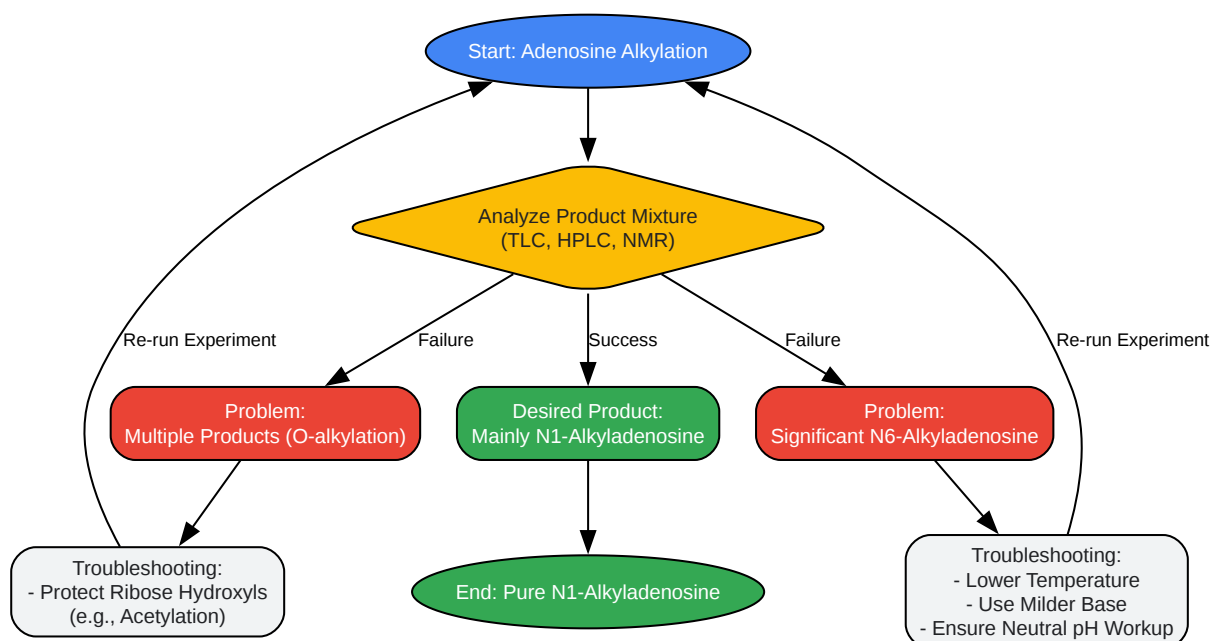 Start: Adenosine Alkylation
Analyze Product Mixture
(TLC, HPLC, NMR)
Re-run Experiment
Failure
Success
Failure
Re-run Experiment
Problem:
Multiple Products (O-alkylation)
Desired Product:
Mainly N1-Alkyladenosine
Problem:
Significant N6-Alkyladenosine
Troubleshooting:
- Protect Ribose Hydroxyls
(e.g., Acetylation)
End: Pure N1-Alkyladenosine
Troubleshooting:
- Lower Temperature
- Use Milder Base
- Ensure Neutral pH Workup